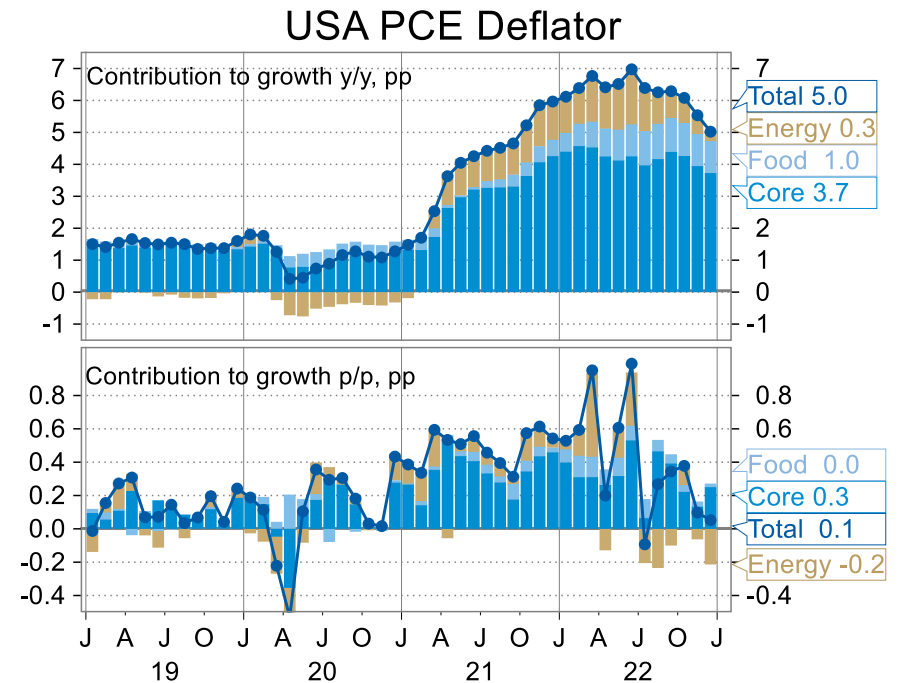 USA PCE Deflator
Contribution to growth y/y, pp
7 7
6
5
4
3
2 2
1 1
0 0
-1 -1
Total 5.0
Energy 0.3
Food 1.0
Core 3.7
Contribution to growth p/p, pp
0.8 0.8
0.6 0.6
0.4
0.2
0.0
-0.2
-0.4 -0.4
Food 0.0
Core 0.3
Total 0.1
Energy -0.2
J A J O J A J O J A J O J A J O J
19 20 21 22